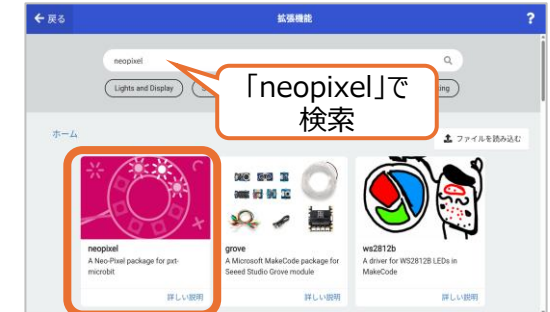 戻る
拡張機能
?
neopixel
Lights and Display
「neopixel」で
検索
ホーム
ファイルを読み込む
neopixel
A Neo-Pixel package for pxt-
microbit
詳しい説明
grove
A Microsoft MakeCode package for
Seeed Studio Grove module
詳しい説明
ws2812b
A driver for WS2812B LEDs in
MakeCode
詳しい説明